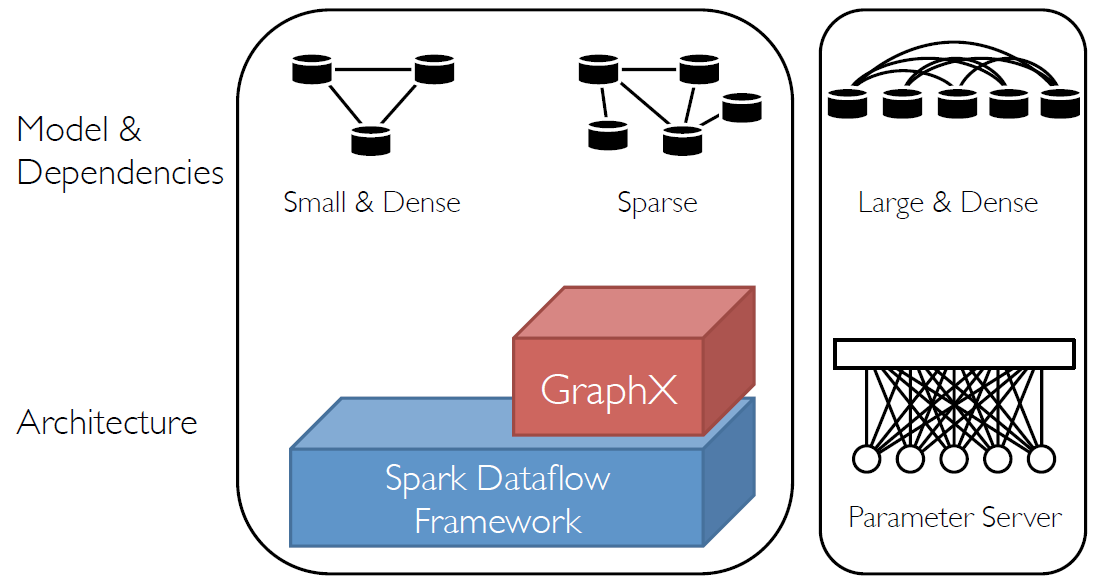 Model &
Dependencies
Small & Dense
Sparse
Large & Dense
Architecture
GraphX
Spark Dataflow
Framework
Parameter Server